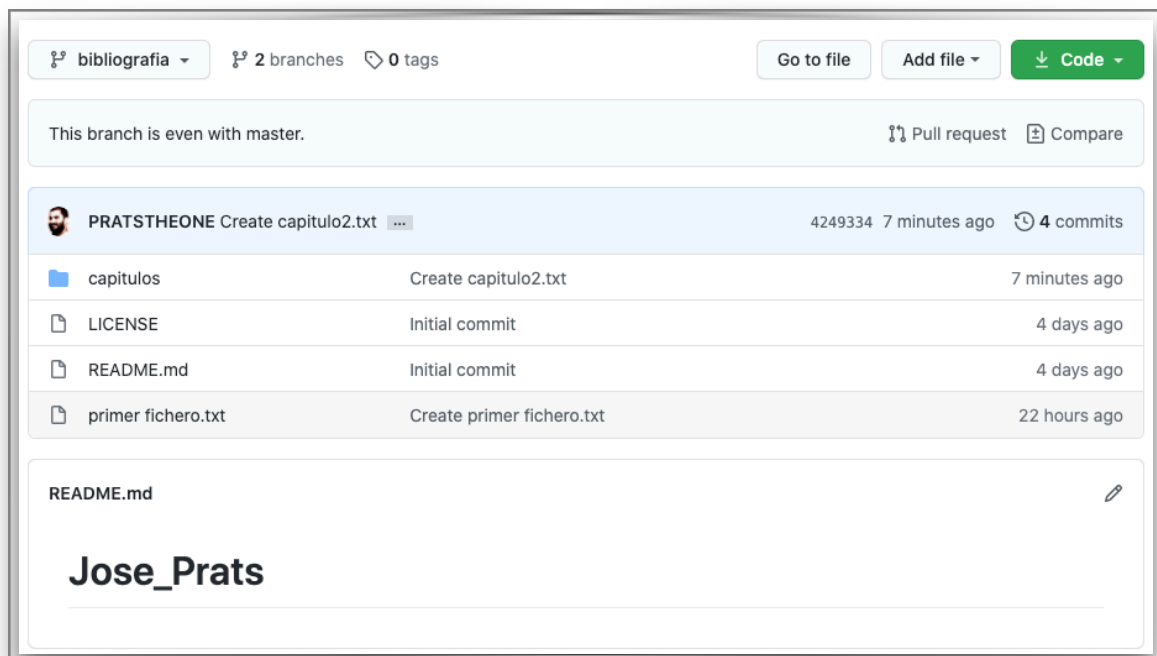 bibliografia 2 branches 0 tags Go to file Add file Code
This branch is even with master. Pull request Compare
PRATSTHEONE Create capitulo2.txt ... 4249334 7 minutes ago 4 commits
capitulos Create capitulo2.txt 7 minutes ago
LICENSE Initial commit 4 days ago
README.md Initial commit 4 days ago
primer fichero.txt Create primer fichero.txt 22 hours ago
README.md
Jose_Prats